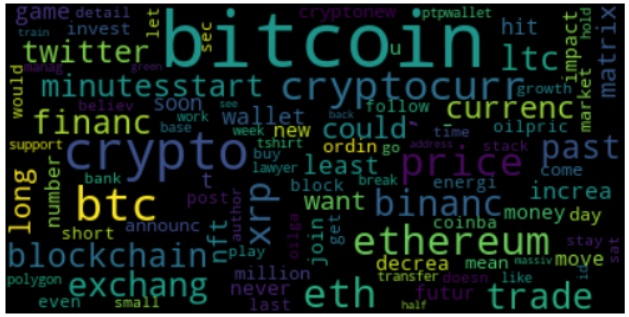 game detail let bitcoin cryptonew ptpwallet hold
train invest sec u hit impact matrix
manag twitter green ltc
minutesstart cryptocurr growth market
would believ soon work see follow currenc
financ base wallet could back time oilpric
support crypto week new tshirt ordin go address stack past
number bank t buy lawyer least price
long btc post xrp block break energi come
short announc author nft want binanc increa
blockchain play join get coinba money day
polygon million oilga ethereum stay sat
exchang never decrea mean move
even small last eth transfer doesn massiv like id
half futur trade